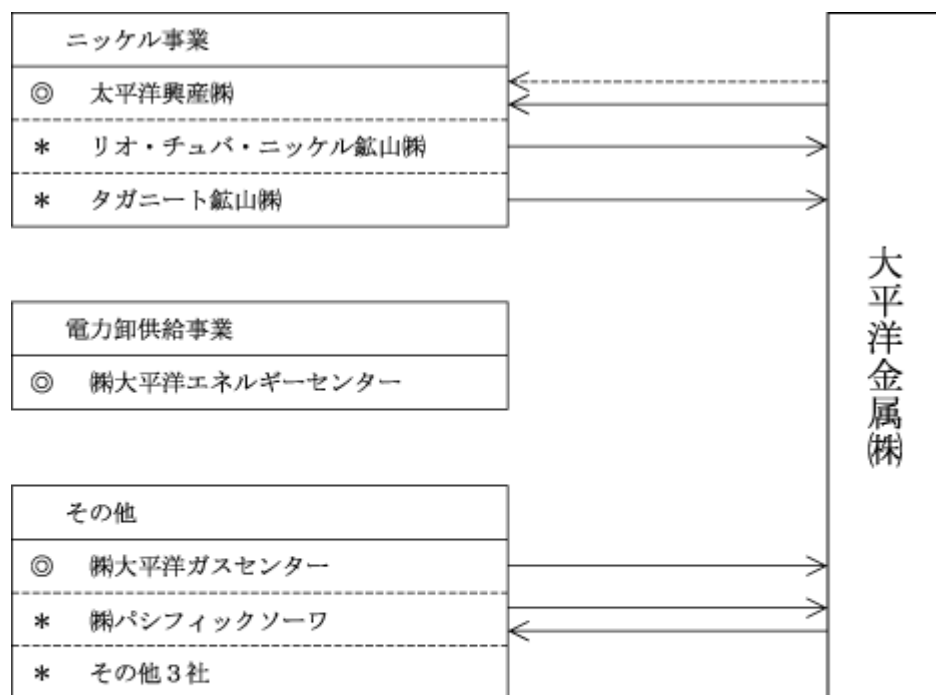 ニッケル事業
◎ 太平洋興産㈱
* リオ・チュバ・ニッケル鉱山㈱
* タガニート鉱山㈱
電力卸供給事業
◎ ㈱大平洋エネルギーセンター
その他
◎ ㈱大平洋ガスセンター
* ㈱パシフィックソーワ
* その他3社
大平洋金属㈱